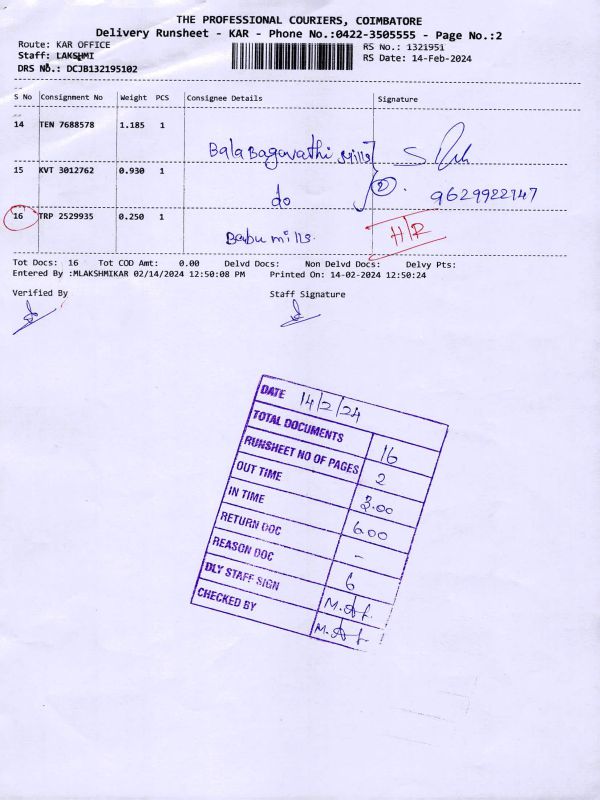 THE PROFESSIONAL COURIERS, COIMBATORE
Delivery Runsheet - KAR - Phone No.:0422-3505555 - Page No.:2
Route: KAR OFFICE
RS No.: 1321951
Staff: LAKSHMI
RS Date: 14-Feb-2024
DRS No.: DCJB132195102
S No Consignment No Weight PCS Consignee Details Signature
14 TEN 7688578 1.185 1
Bala Bagavathi Mills
15 KVT 3012762 0.930 1
do 2 9629922147
16 TRP 2529935 0.250 1
Babu mills. H/R
Tot Docs: 16 Tot COD Amt: 0.00 Delvd Docs: Non Delvd Docs: Delvy Pts:
Entered By :MLAKSHMIKAR 02/14/2024 12:50:08 PM Printed On: 14-02-2024 12:50:24
Verified By Staff Signature
DATE 14/2/24
TOTAL DOCUMENTS 16
RUNSHEET NO OF PAGES 2
OUT TIME 3.00
IN TIME 6.00
RETURN DOC -
REASON DOC 6
DLY STAFF SIGN
CHECKED BY